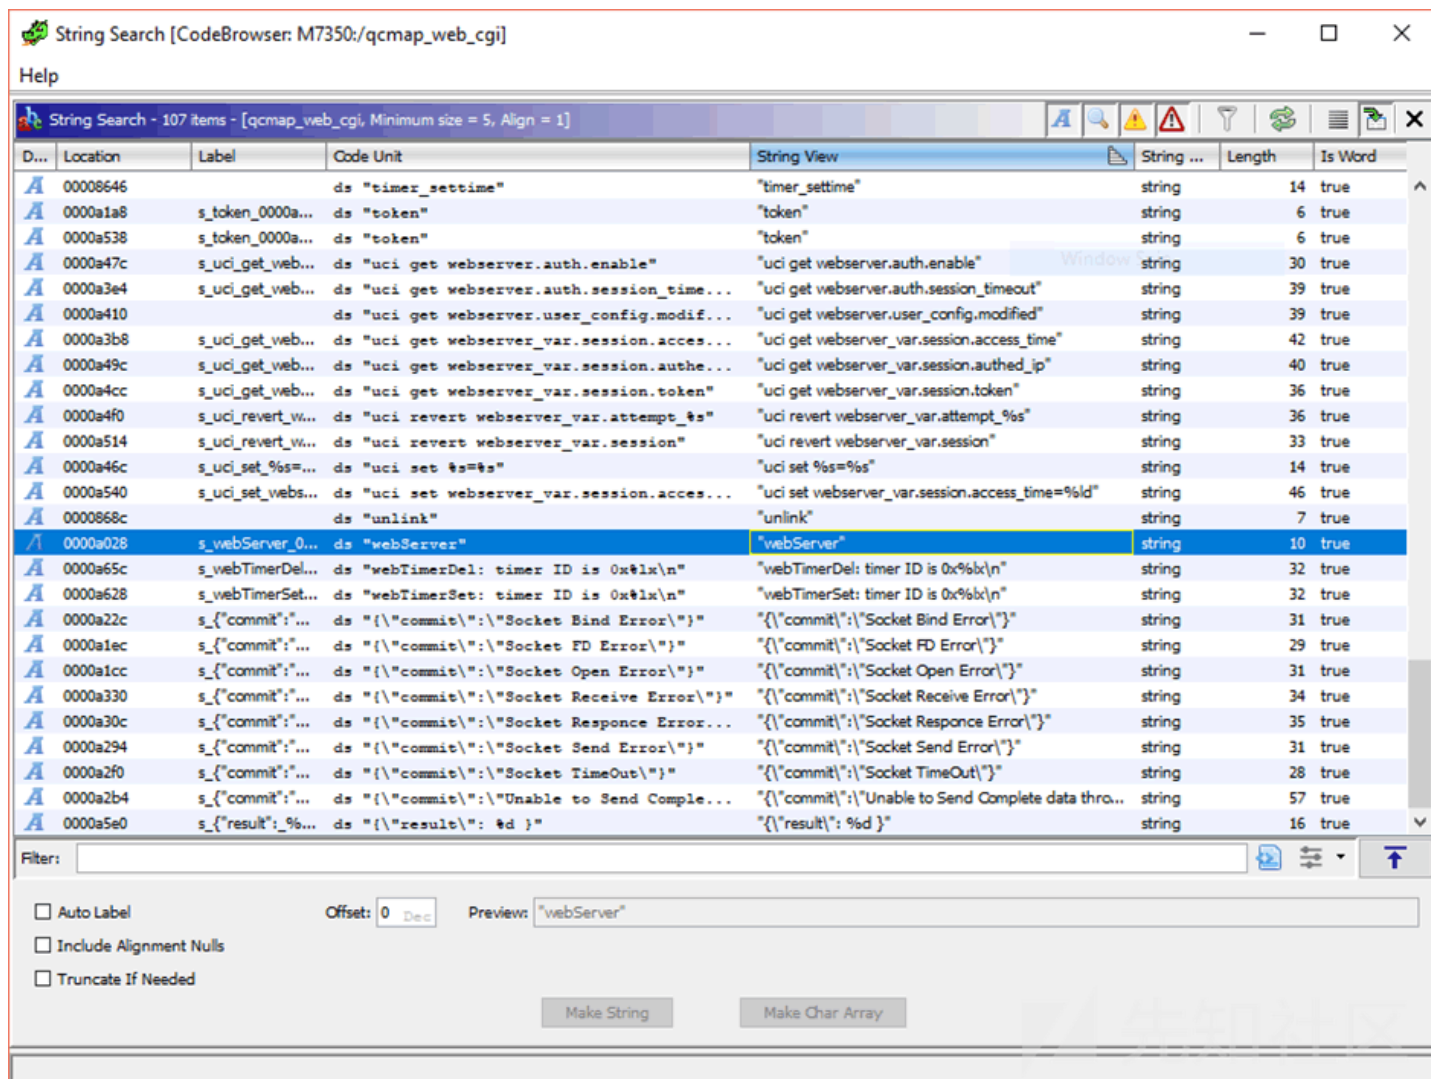 String Search [CodeBrowser: M7350:/qcmap_web_cgi]
Help
String Search - 107 items - [qcmap_web_cgi, Minimum size = 5, Align = 1]
D... Location Label Code Unit String View String ... Length Is Word
00008646 ds "timer_settime" "timer_settime" string 14 true
0000a1a8 s_token_0000a... ds "token" "token" string 6 true
0000a538 s_token_0000a... ds "token" "token" string 6 true
0000a47c s_uci_get_web... ds "uci get webserver.auth.enable" "uci get webserver.auth.enable" string 30 true
0000a3e4 s_uci_get_web... ds "uci get webserver.auth.session_time... "uci get webserver.auth.session_timeout" string 39 true
0000a410 ds "uci get webserver.user_config.modif... "uci get webserver.user_config.modified" string 39 true
0000a3b8 s_uci_get_web... ds "uci get webserver_var.session.acces... "uci get webserver_var.session.access_time" string 42 true
0000a49c s_uci_get_web... ds "uci get webserver_var.session.authe... "uci get webserver_var.session.authed_ip" string 40 true
0000a4cc s_uci_get_web... ds "uci get webserver_var.session.token" "uci get webserver_var.session.token" string 36 true
0000a4f0 s_uci_revert_w... ds "uci revert webserver_var.attempt_%s" "uci revert webserver_var.attempt_%s" string 36 true
0000a514 s_uci_revert_w... ds "uci revert webserver_var.session" "uci revert webserver_var.session" string 33 true
0000a46c s_uci_set_%s=... ds "uci set %s=%s" "uci set %s=%s" string 14 true
0000a540 s_uci_set_webs... ds "uci set webserver_var.session.acces... "uci set webserver_var.session.access_time=%ld" string 46 true
0000868c ds "unlink" "unlink" string 7 true
0000a028 s_webServer_0... ds "webServer" "webServer" string 10 true
0000a65c s_webTimerDel... ds "webTimerDel: timer ID is 0x%lx\n" "webTimerDel: timer ID is 0x%lx\n" string 32 true
0000a628 s_webTimerSet... ds "webTimerSet: timer ID is 0x%lx\n" "webTimerSet: timer ID is 0x%lx\n" string 32 true
0000a22c s_{"commit":"... ds "{\"commit\":\"Socket Bind Error\"}" "{\"commit\":\"Socket Bind Error\"}" string 31 true
0000a1ec s_{"commit":"... ds "{\"commit\":\"Socket FD Error\"}" "{\"commit\":\"Socket FD Error\"}" string 29 true
0000a1cc s_{"commit":"... ds "{\"commit\":\"Socket Open Error\"}" "{\"commit\":\"Socket Open Error\"}" string 31 true
0000a330 s_{"commit":"... ds "{\"commit\":\"Socket Receive Error\"}" "{\"commit\":\"Socket Receive Error\"}" string 34 true
0000a30c s_{"commit":"... ds "{\"commit\":\"Socket Responce Error... "{\"commit\":\"Socket Responce Error\"}" string 35 true
0000a294 s_{"commit":"... ds "{\"commit\":\"Socket Send Error\"}" "{\"commit\":\"Socket Send Error\"}" string 31 true
0000a2f0 s_{"commit":"... ds "{\"commit\":\"Socket TimeOut\"}" "{\"commit\":\"Socket TimeOut\"}" string 28 true
0000a2b4 s_{"commit":"... ds "{\"commit\":\"Unable to Send Comple... "{\"commit\":\"Unable to Send Complete data thro... string 57 true
0000a5e0 s_{"result":_%... ds "{\"result\": %d }" "{\"result\": %d }" string 16 true
Filter:
Auto Label Offset: 0 Dec Preview: "webServer"
Include Alignment Nulls
Truncate If Needed
Make String Make Char Array
先知社区